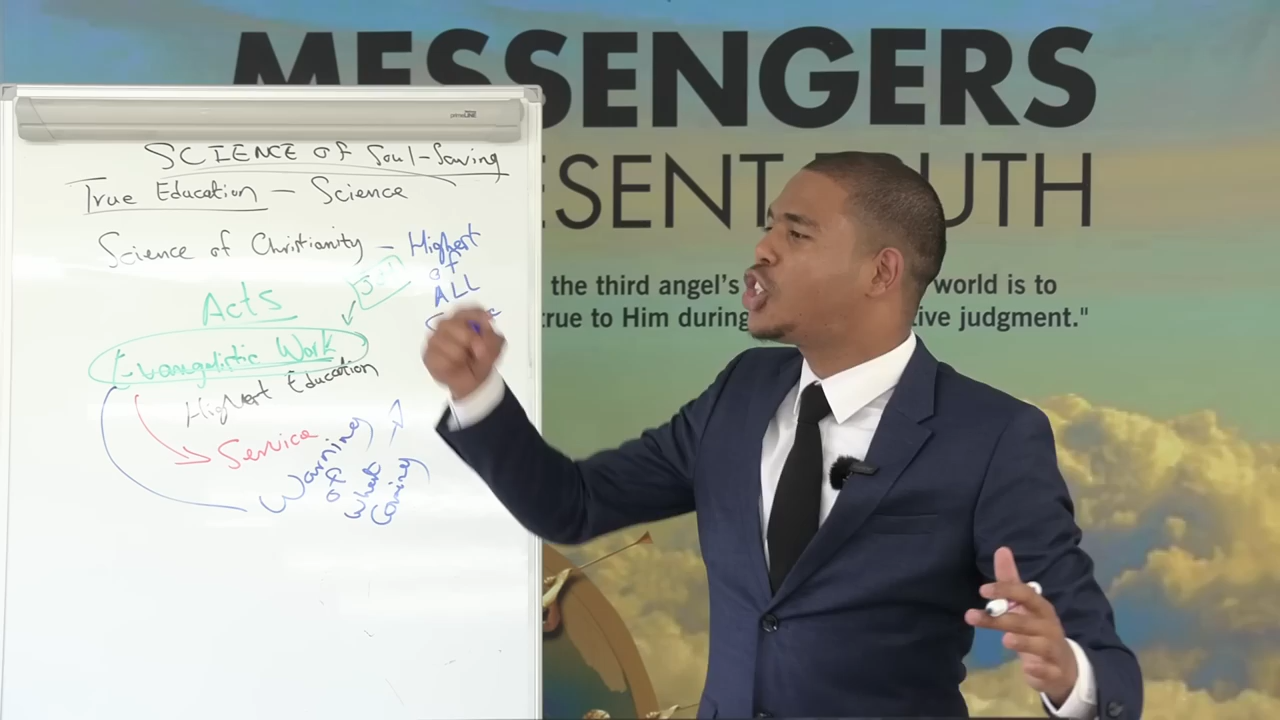 MESSENGERS
ESENT UTH
the third angel's world is to
true to Him during tive judgment."
SCIENCE OF Soul-Saving
True Education — Science
Science of Christianity — Highest
of
ALL
Acts
Evangelistic Work
Highest Education
Service
Warning
of
What
Coming